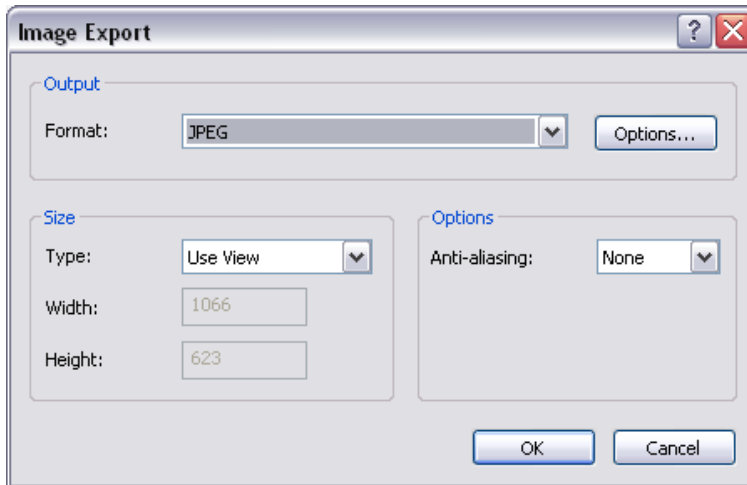 Image Export
Output
Format: JPEG Options...
Size
Type: Use View
Width: 1066
Height: 623
Options
Anti-aliasing: None
OK Cancel